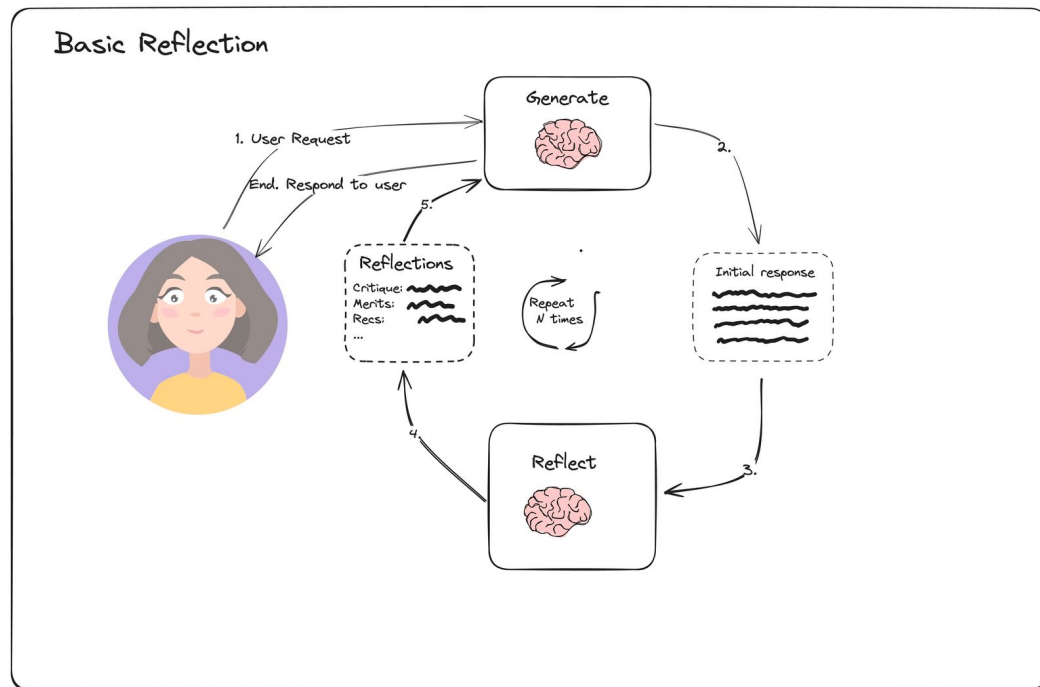 Basic Reflection
Generate
1. User Request
2.
End. Respond to user
5.
Reflections
Critique:
Merits:
Recs:
...
Repeat
N times
Initial response
4.
Reflect
3.